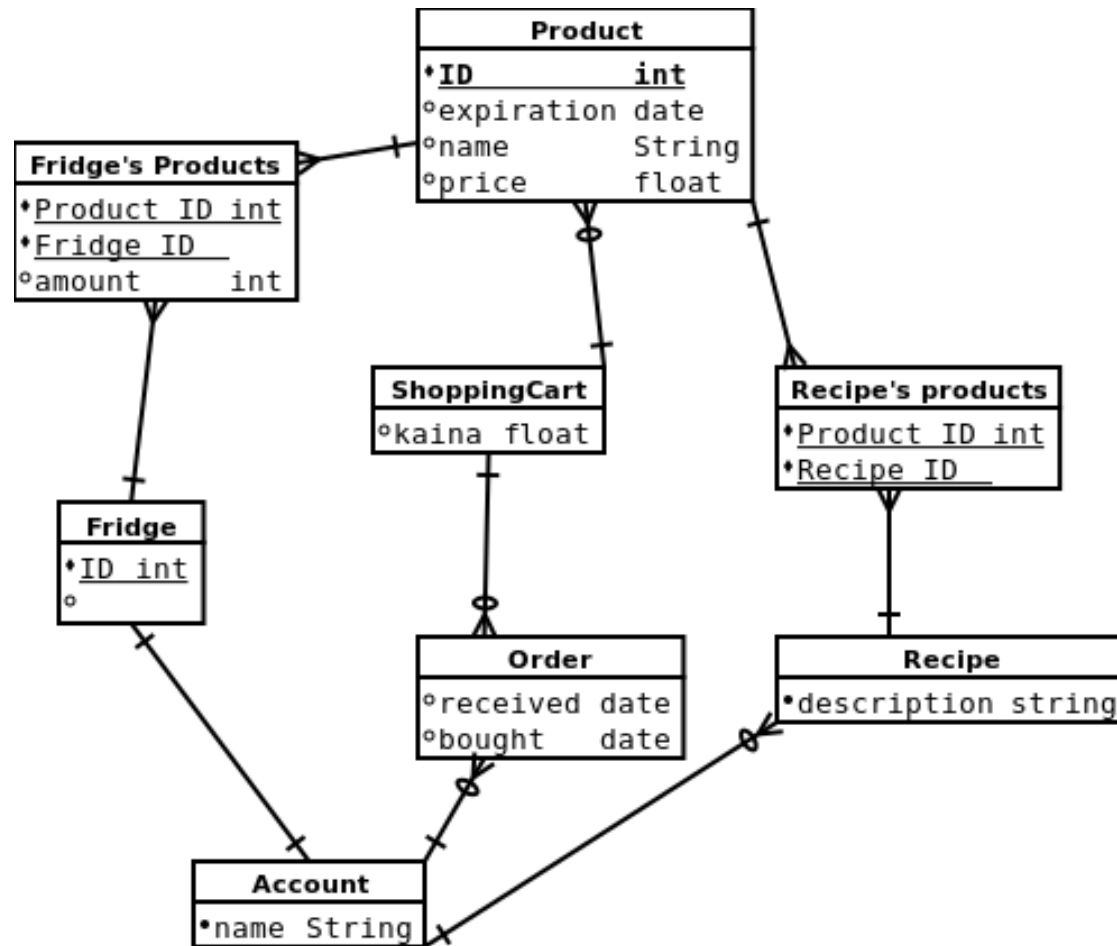 Product
ID int
expiration date
name String
price float
Fridge's Products
Product ID int
Fridge ID
amount int
ShoppingCart
kaina float
Recipe's products
Product ID int
Recipe ID
Fridge
ID int
Order
received date
bought date
Recipe
description string
Account
name String